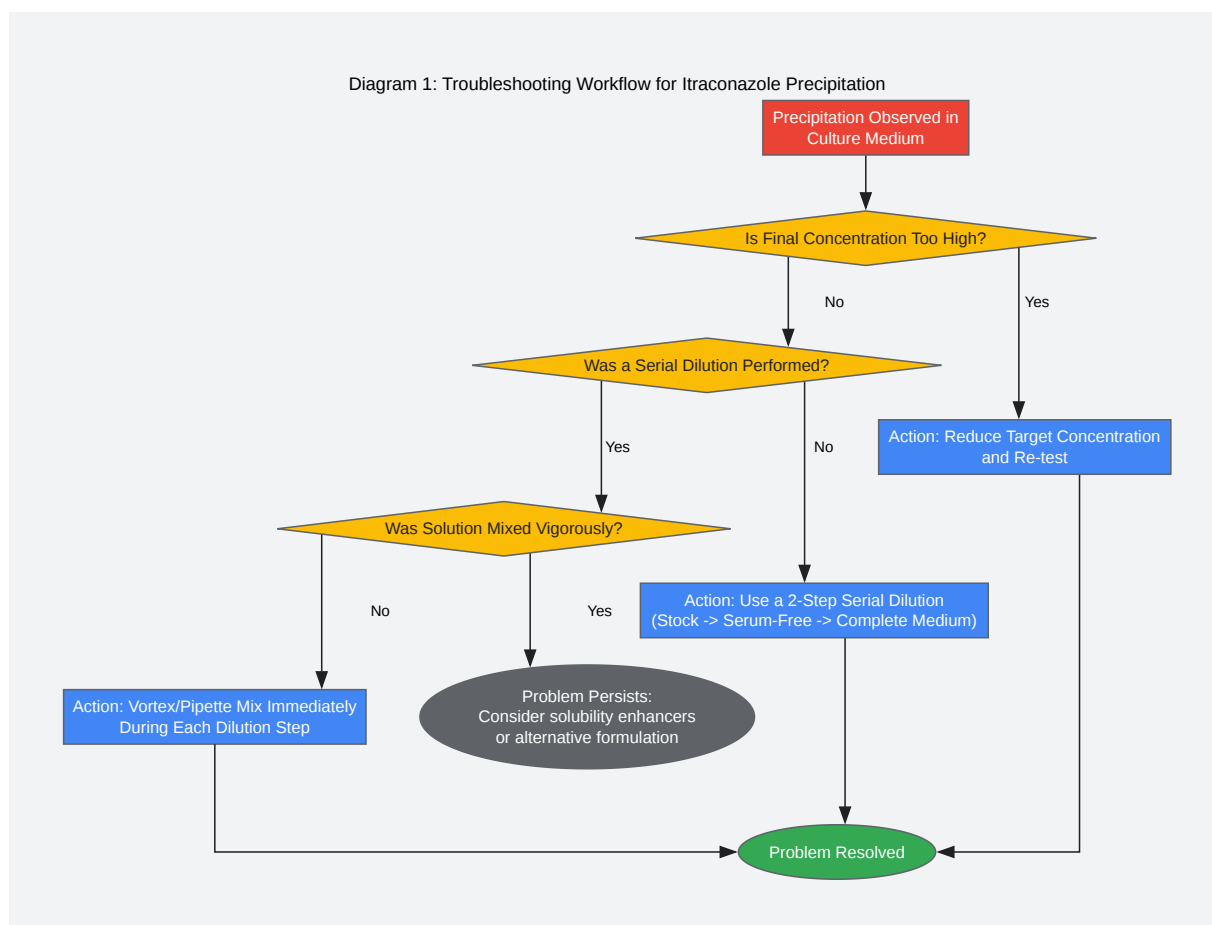 Diagram 1: Troubleshooting Workflow for Itraconazole Precipitation
Precipitation Observed in
Culture Medium
Is Final Concentration Too High?
No
Yes
Was a Serial Dilution Performed?
Yes
No
Action: Reduce Target Concentration
and Re-test
Was Solution Mixed Vigorously?
No
Yes
Action: Use a 2-Step Serial Dilution
(Stock -> Serum-Free -> Complete Medium)
Action: Vortex/Pipette Mix Immediately
During Each Dilution Step
Problem Persists:
Consider solubility enhancers
or alternative formulation
Problem Resolved